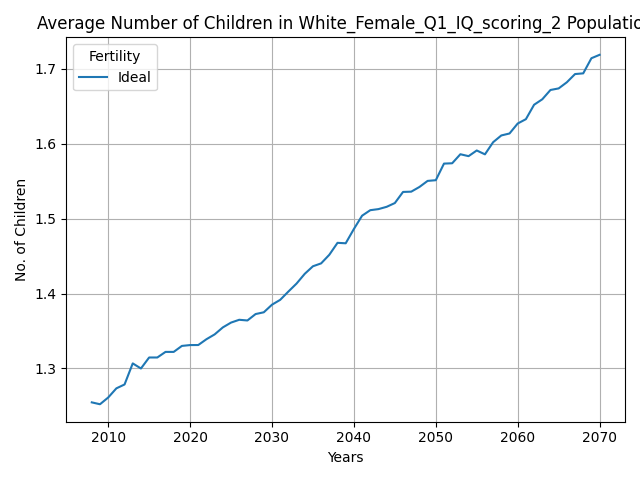 Average Number of Children in White_Female_Q1_IQ_scoring_2 Populatio
Fertility
Ideal
No. of Children
1.7
1.6
1.5
1.4
1.3
2010 2020 2030 2040 2050 2060 2070
Years